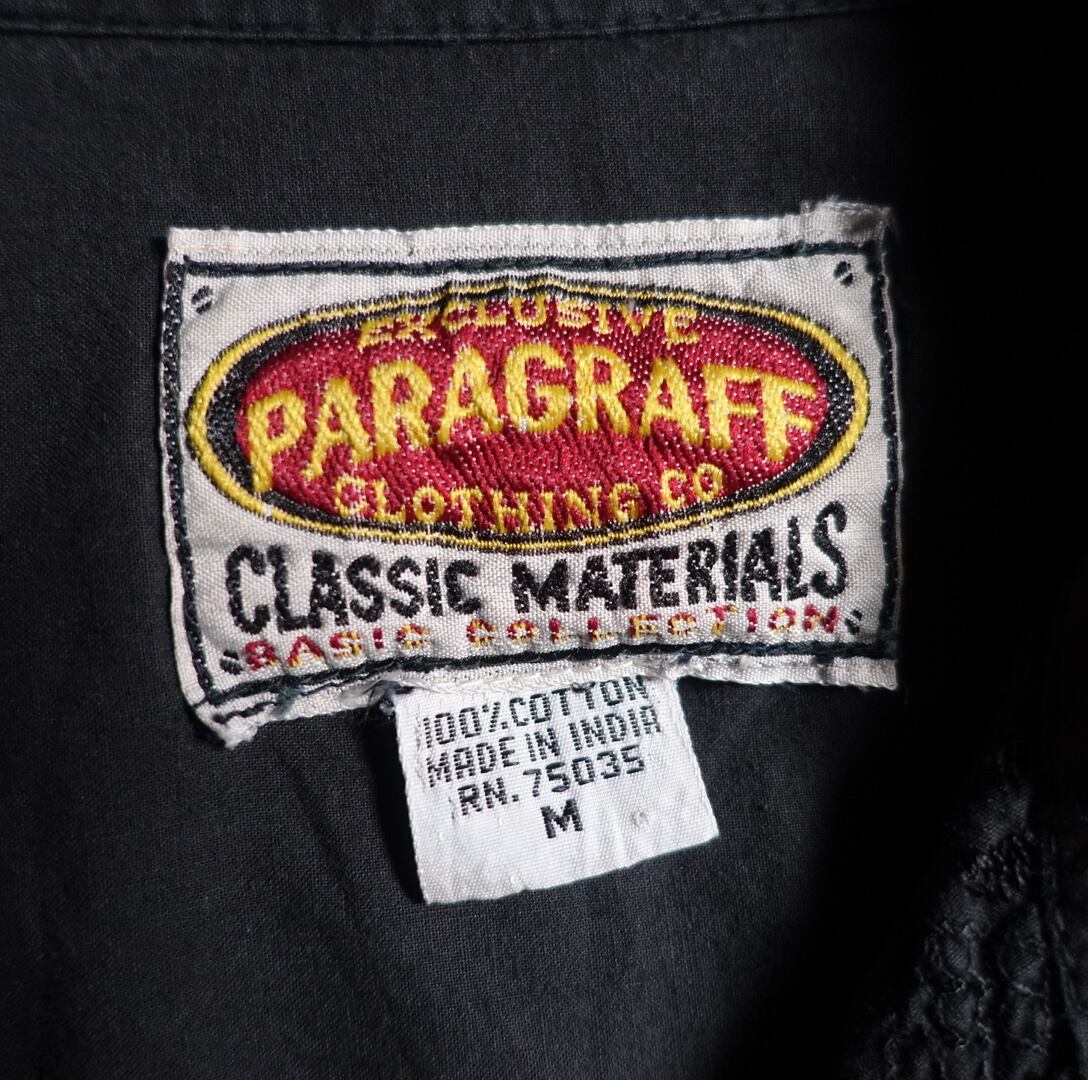 EXCLUSIVE
PARAGRAFF
CLOTHING CO
CLASSIC MATERIALS
BASIC COLLECTION
100% COTTON
MADE IN INDIA
RN. 75035
M